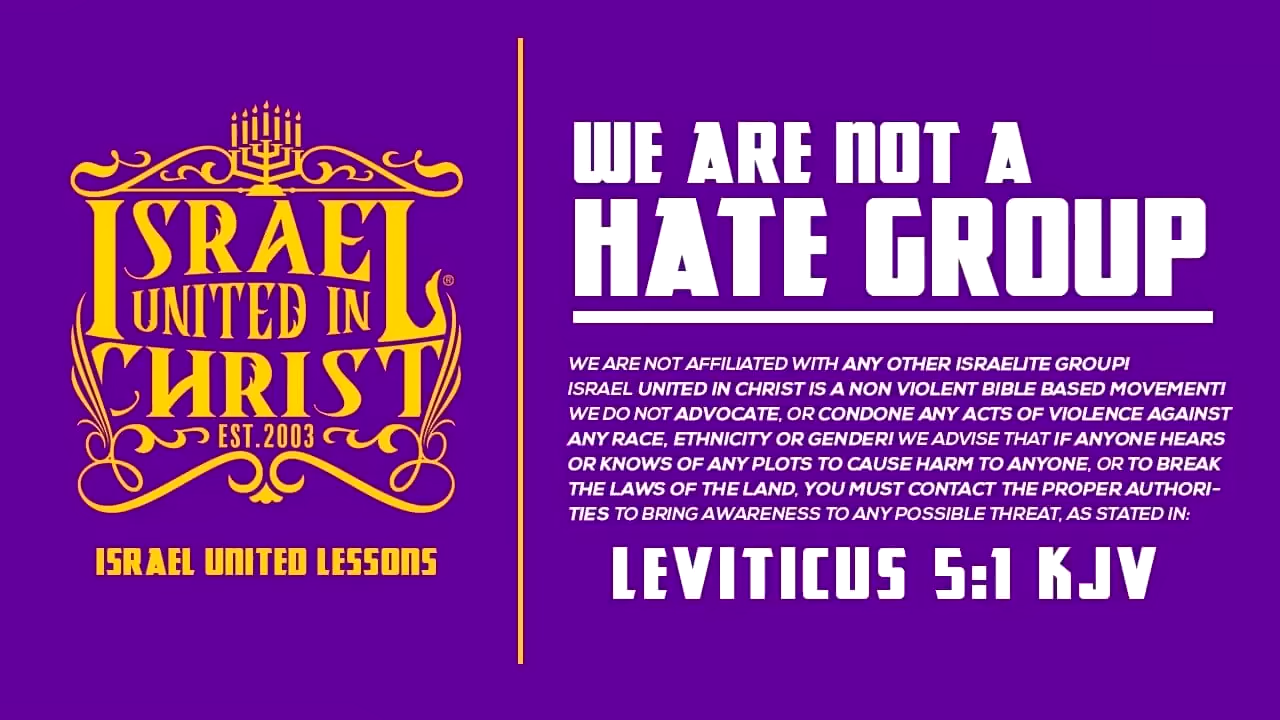 ISRAEL
UNITED IN
CHRIST
®
EST. 2003
ISRAEL UNITED LESSONS
WE ARE NOT A
HATE GROUP
WE ARE NOT AFFILIATED WITH ANY OTHER ISRAELITE GROUP!
ISRAEL UNITED IN CHRIST IS A NON VIOLENT BIBLE BASED MOVEMENT!
WE DO NOT ADVOCATE, OR CONDONE ANY ACTS OF VIOLENCE AGAINST
ANY RACE, ETHNICITY OR GENDER! WE ADVISE THAT IF ANYONE HEARS
OR KNOWS OF ANY PLOTS TO CAUSE HARM TO ANYONE, OR TO BREAK
THE LAWS OF THE LAND, YOU MUST CONTACT THE PROPER AUTHORI-
TIES TO BRING AWARENESS TO ANY POSSIBLE THREAT, AS STATED IN:
LEVITICUS 5:1 KJV